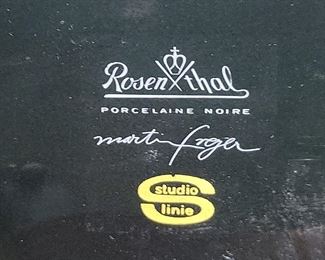 Rosenthal
PORCELAINE NOIRE
martin freyer
studio
linie